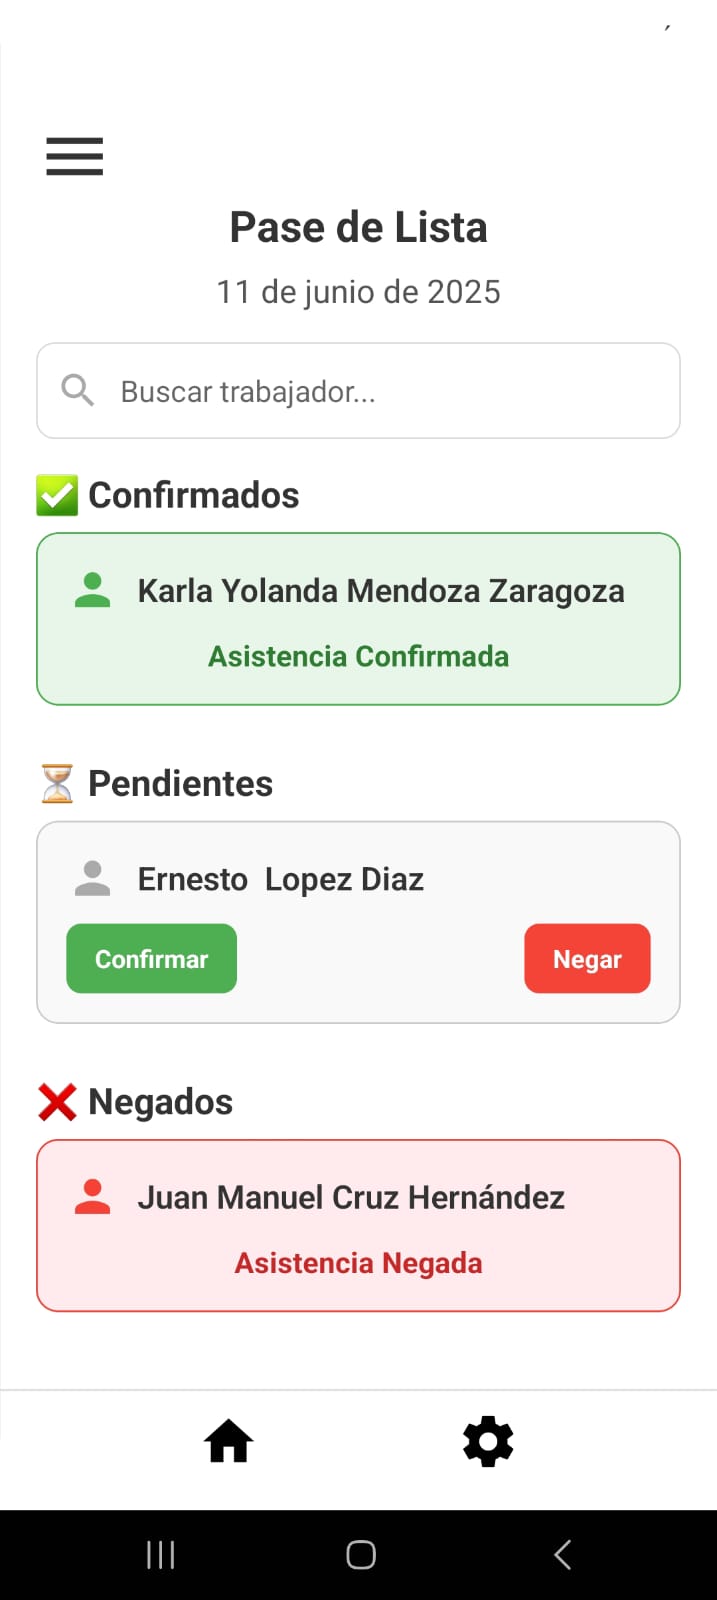 Pase de Lista
11 de junio de 2025
Buscar trabajador...
✅ Confirmados
Karla Yolanda Mendoza Zaragoza
Asistencia Confirmada
⏳ Pendientes
Ernesto  Lopez Diaz
Confirmar
Negar
❌ Negados
Juan Manuel Cruz Hernández
Asistencia Negada